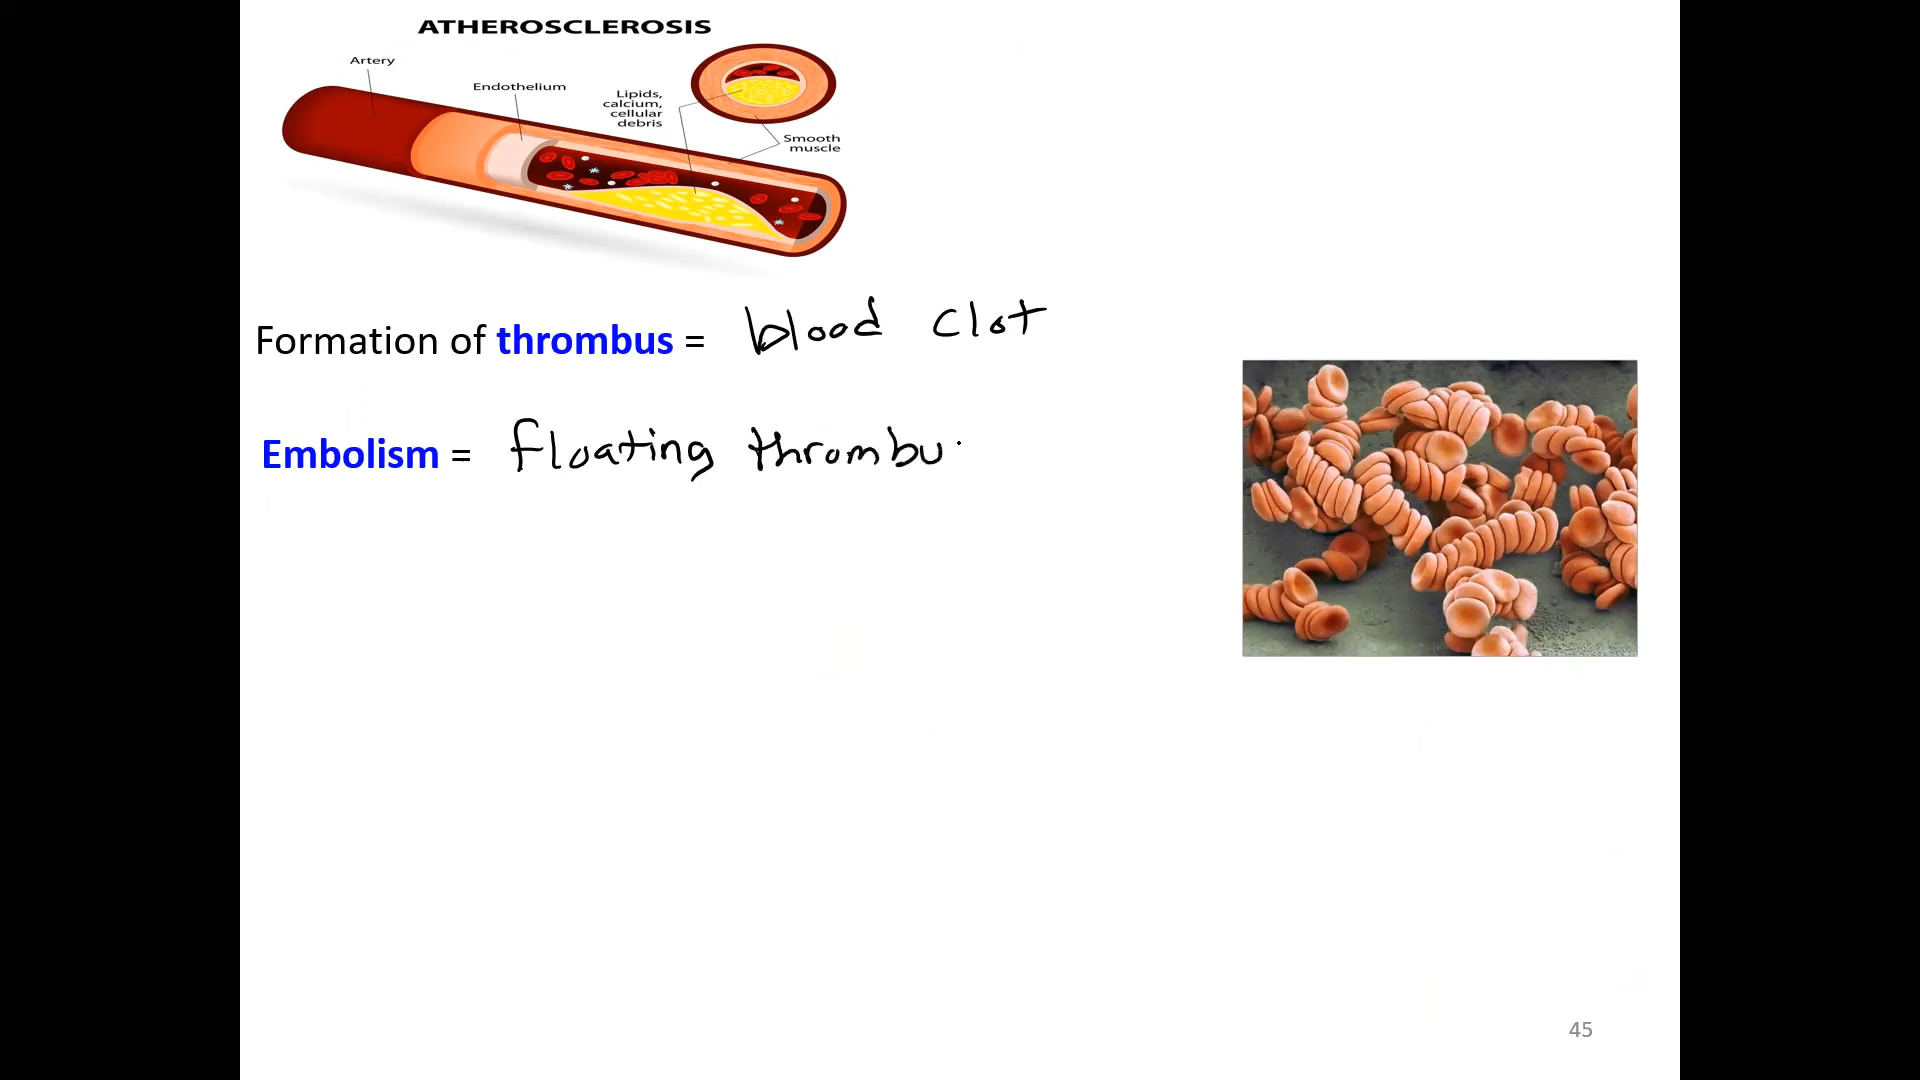 ATHEROSCLEROSIS
Artery
Endothelium
Lipids,
calcium,
cellular
debris
Smooth
muscle
Formation of thrombus = blood clot
Embolism = floating thrombu
45